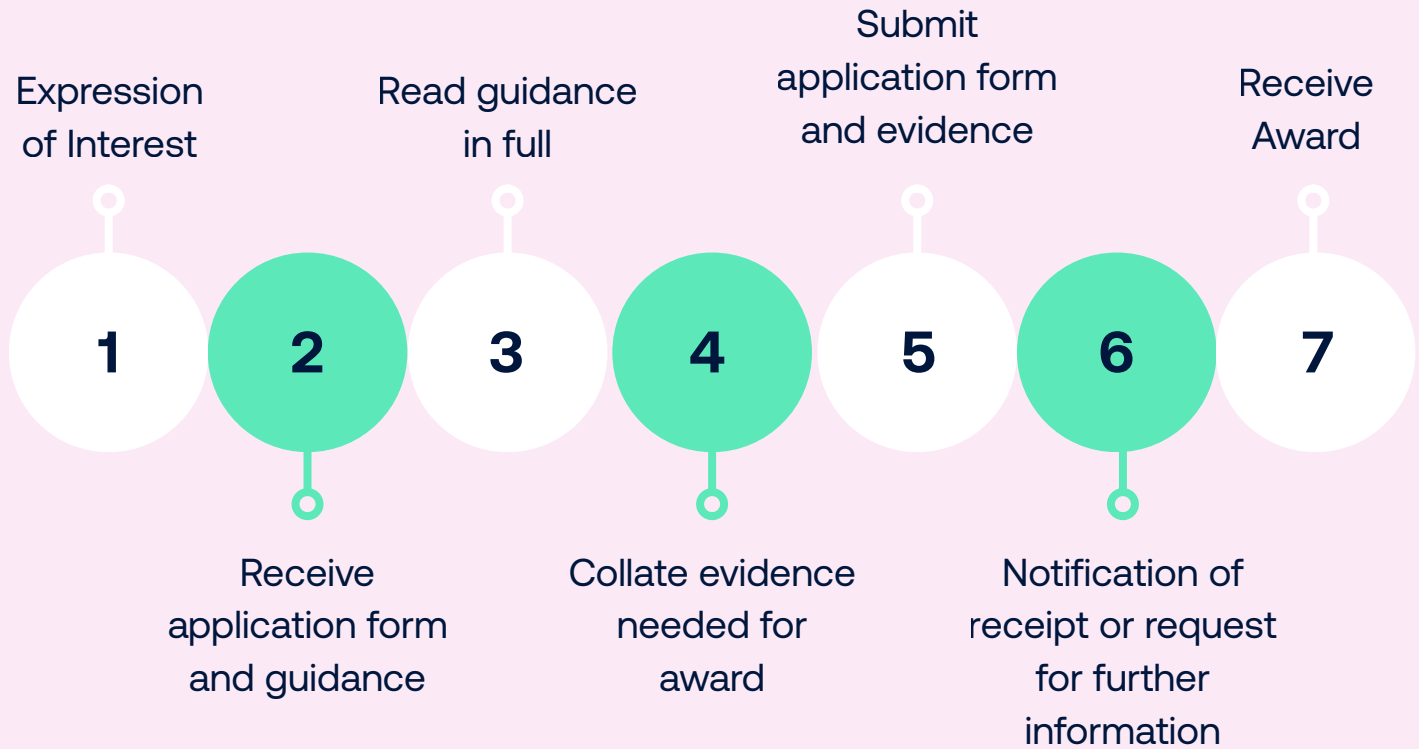 Expression
of Interest
Read guidance
in full
Submit
application form
and evidence
Receive
Award
1
2
3
4
5
6
7
Receive
application form
and guidance
Collate evidence
needed for
award
Notification of
receipt or request
for further
information